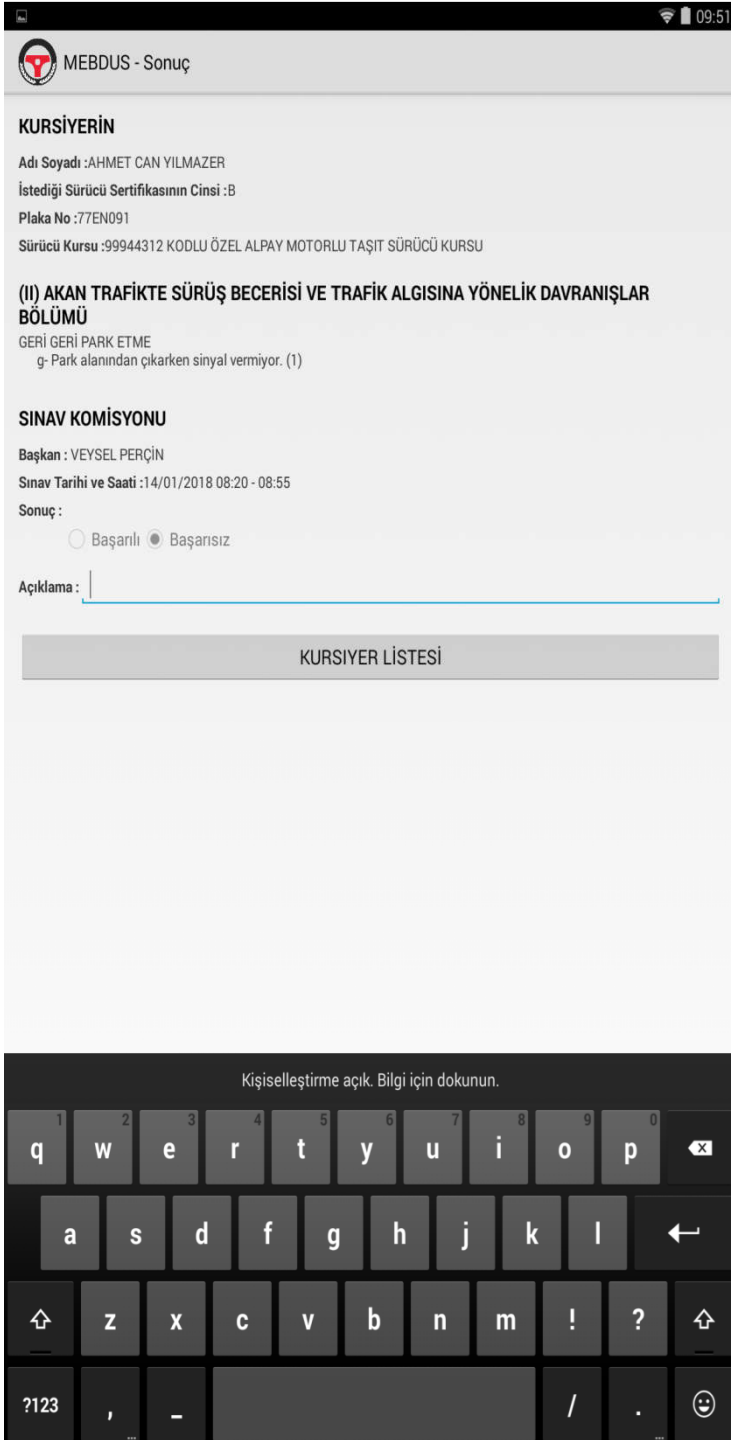 09:51
MEBDUS - Sonuç
KURSİYERİN
Adı Soyadı :AHMET CAN YILMAZER
İstediği Sürücü Sertifikasının Cinsi :B
Plaka No :77EN091
Sürücü Kursu :99944312 KODLU ÖZEL ALPAY MOTORLU TAŞIT SÜRÜCÜ KURSU
(II) AKAN TRAFİKTE SÜRÜŞ BECERİSİ VE TRAFİK ALGISINA YÖNELİK DAVRANIŞLAR
BÖLÜMÜ
GERİ GERİ PARK ETME
g- Park alanından çıkarken sinyal vermiyor. (1)
SINAV KOMİSYONU
Başkan : VEYSEL PERÇİN
Sınav Tarihi ve Saati :14/01/2018 08:20 - 08:55
Sonuç :
Başarılı Başarısız
Açıklama :
KURSIYER LİSTESİ
Kişiselleştirme açık. Bilgi için dokunun.
1 2 3 4 5 6 7 8 9 0
q w e r t y u i o p
a s d f g h j k l
z x c v b n m ! ?
?123 , _ / .